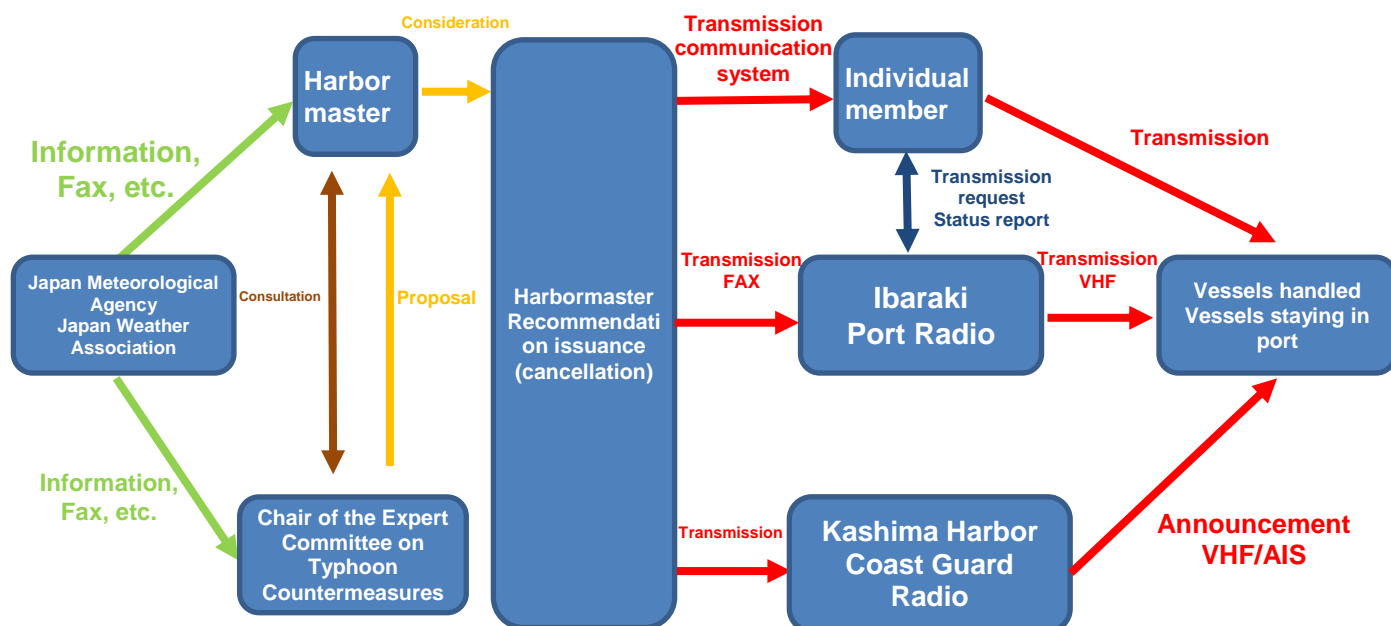 Consideration
Harbor
master
Information,
Fax, etc.
Japan Meteorological
Agency
Japan Weather
Association
Consultation
Proposal
Information,
Fax, etc.
Chair of the Expert
Committee on
Typhoon
Countermeasures
Harbormaster
Recommendati
on issuance
(cancellation)
Transmission
communication
system
Individual
member
Transmission
Transmission
request
Status report
Transmission
FAX
Ibaraki
Port Radio
Transmission
VHF
Vessels handled
Vessels staying in
port
Transmission
Kashima Harbor
Coast Guard
Radio
Announcement
VHF/AIS